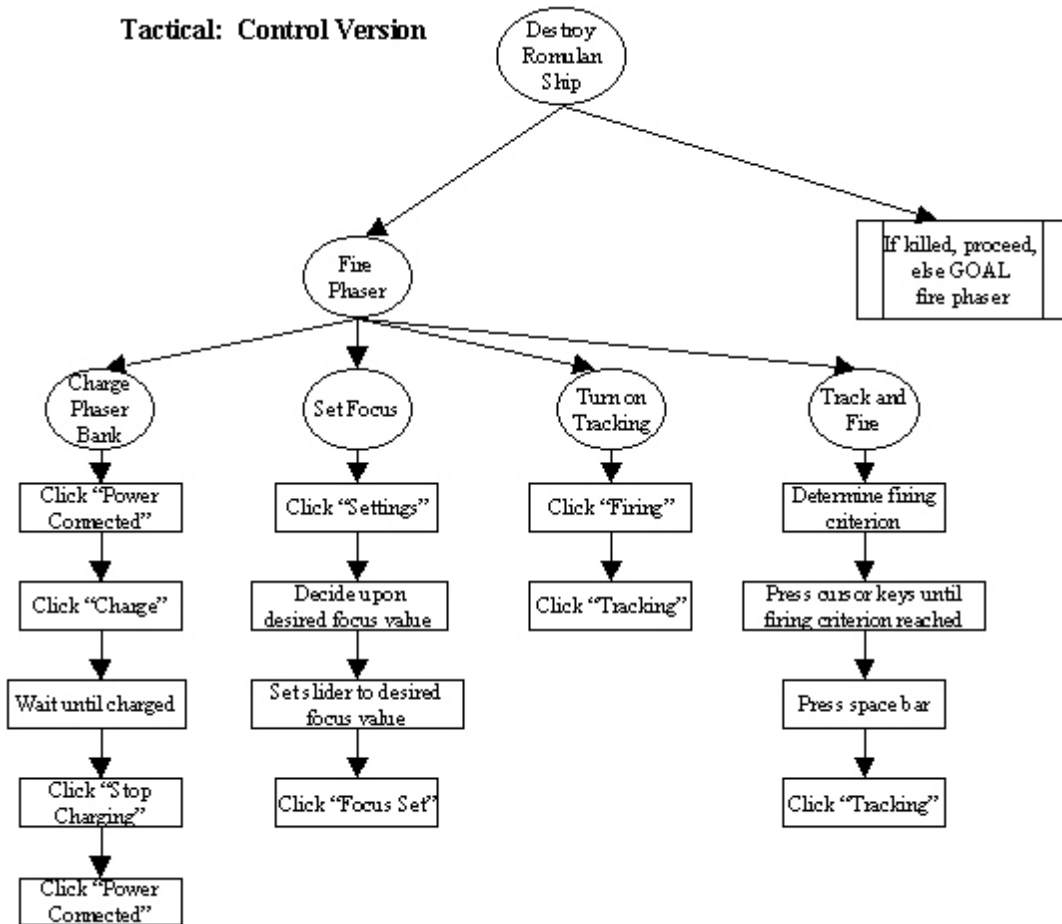 Tactical:  Control Version
Destroy
Romulan
Ship
Fire
Phaser
If killed, proceed,
else GOAL
fire phaser
Charge
Phaser
Bank
Set Focus
Turn on
Tracking
Track and
Fire
Click “Power
Connected”
Click “Settings”
Click “Firing”
Determine firing
criterion
Click “Charge”
Decide upon
desired focus value
Click “Tracking”
Press cursor keys until
firing criterion reached
Wait until charged
Set slider to desired
focus value
Press space bar
Click “Stop
Charging”
Click “Focus Set”
Click “Tracking”
Click “Power
Connected”